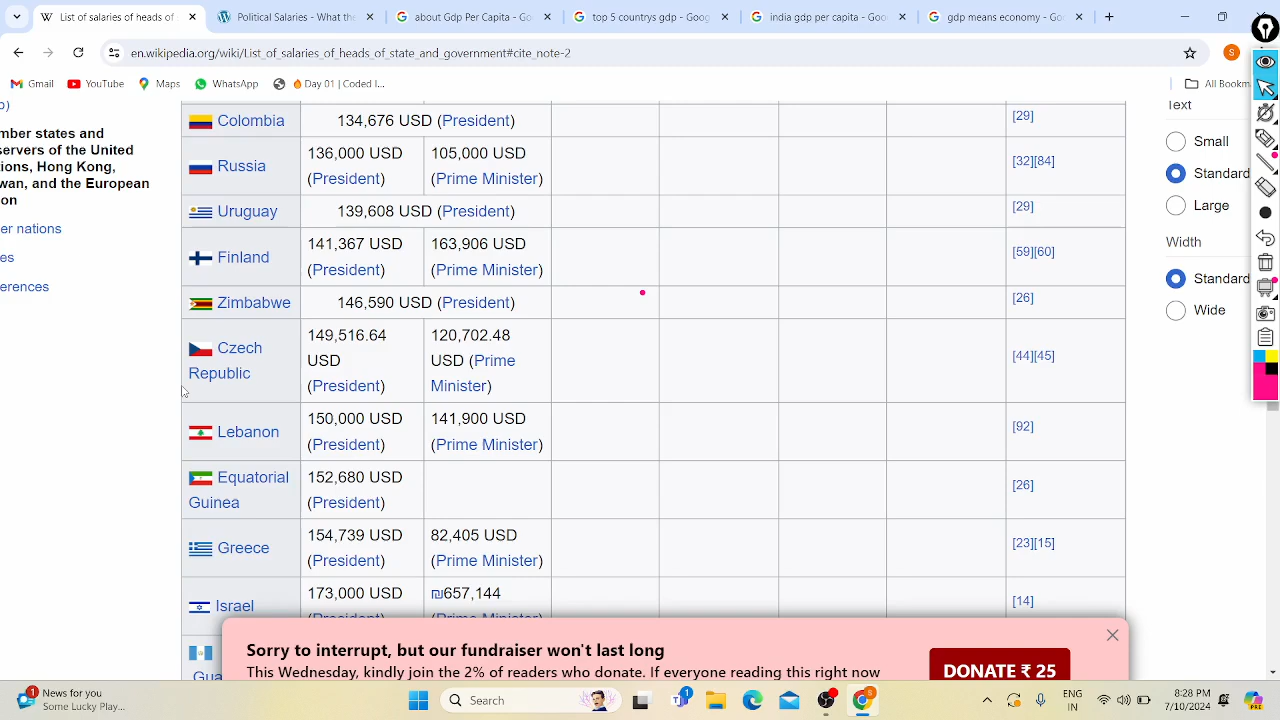 List of salaries of heads of
Political Salaries - What the
about Gdp Per Capita - Goo
top 5 countrys gdp - Goog
india gdp per capita - Goo
gdp means economy - Go
en.wikipedia.org/wiki/List_of_salaries_of_heads_of_state_and_government#cite_note-2
Gmail
YouTube
Maps
WhatsApp
Day 01 | Coded I...
All Bookm
mber states and
servers of the United
tions, Hong Kong,
wan, and the European
on
er nations
es
erences
Colombia 134,676 USD (President) [29]
Russia 136,000 USD (President) 105,000 USD (Prime Minister) [32][84]
Uruguay 139,608 USD (President) [29]
Finland 141,367 USD (President) 163,906 USD (Prime Minister) [59][60]
Zimbabwe 146,590 USD (President) [26]
Czech Republic 149,516.64 USD (President) 120,702.48 USD (Prime Minister) [44][45]
Lebanon 150,000 USD (President) 141,900 USD (Prime Minister) [92]
Equatorial Guinea 152,680 USD (President) [26]
Greece 154,739 USD (President) 82,405 USD (Prime Minister) [23][15]
Israel 173,000 USD ₪657,144 [14]
Text
Small
Standard
Large
Width
Standard
Wide
Sorry to interrupt, but our fundraiser won't last long
This Wednesday, kindly join the 2% of readers who donate. If everyone reading this right now
DONATE ₹ 25
News for you
Some Lucky Play...
Search
ENG
IN
8:28 PM
7/10/2024